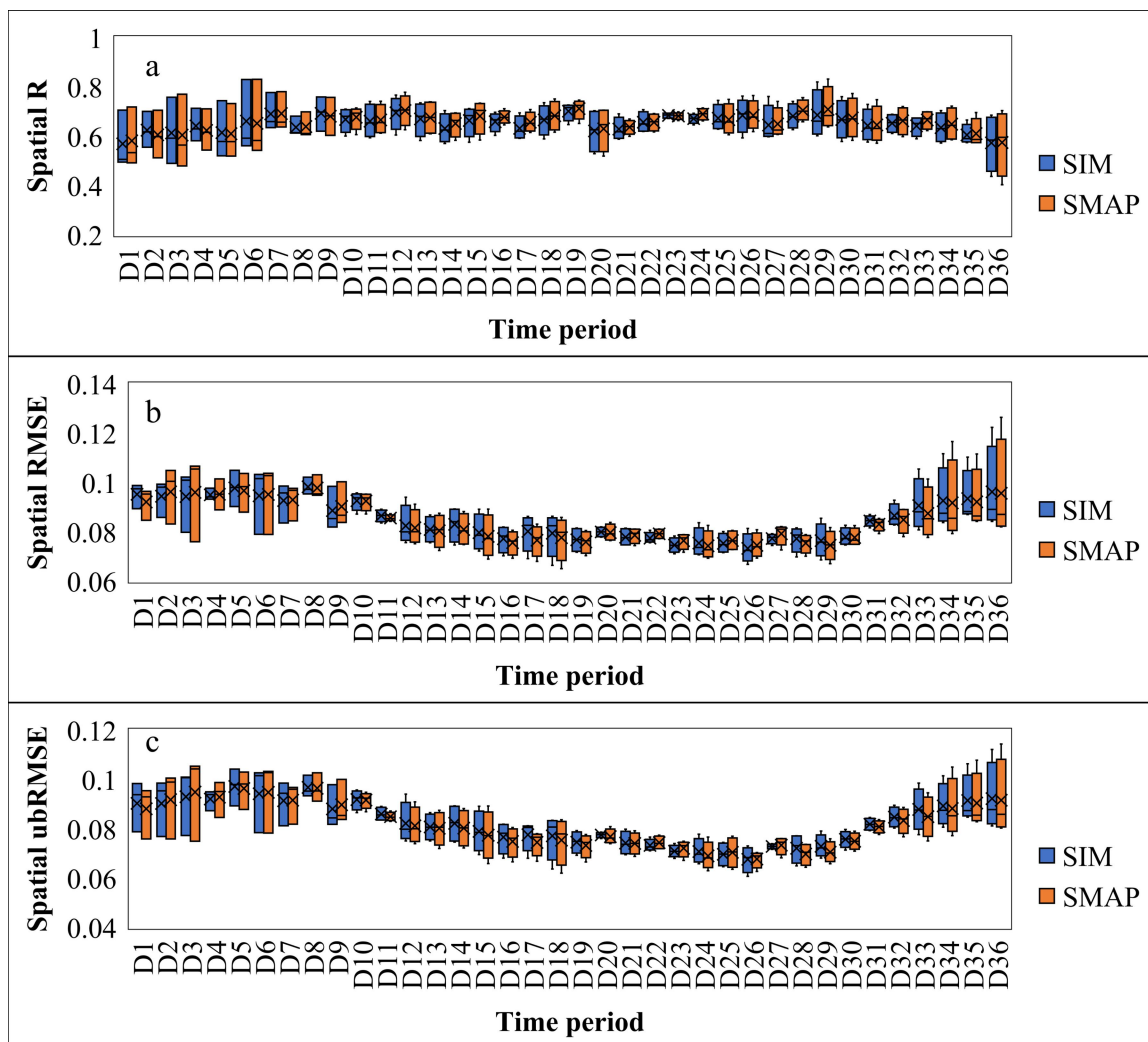 a
Spatial R
1
0.8
0.6
0.4
0.2
D1 D2 D3 D4 D5 D6 D7 D8 D9 D10 D11 D12 D13 D14 D15 D16 D17 D18 D19 D20 D21 D22 D23 D24 D25 D26 D27 D28 D29 D30 D31 D32 D33 D34 D35 D36
Time period
SIM
SMAP
b
Spatial RMSE
0.14
0.12
0.1
0.08
0.06
D1 D2 D3 D4 D5 D6 D7 D8 D9 D10 D11 D12 D13 D14 D15 D16 D17 D18 D19 D20 D21 D22 D23 D24 D25 D26 D27 D28 D29 D30 D31 D32 D33 D34 D35 D36
Time period
SIM
SMAP
c
Spatial ubRMSE
0.12
0.1
0.08
0.06
0.04
D1 D2 D3 D4 D5 D6 D7 D8 D9 D10 D11 D12 D13 D14 D15 D16 D17 D18 D19 D20 D21 D22 D23 D24 D25 D26 D27 D28 D29 D30 D31 D32 D33 D34 D35 D36
Time period
SIM
SMAP